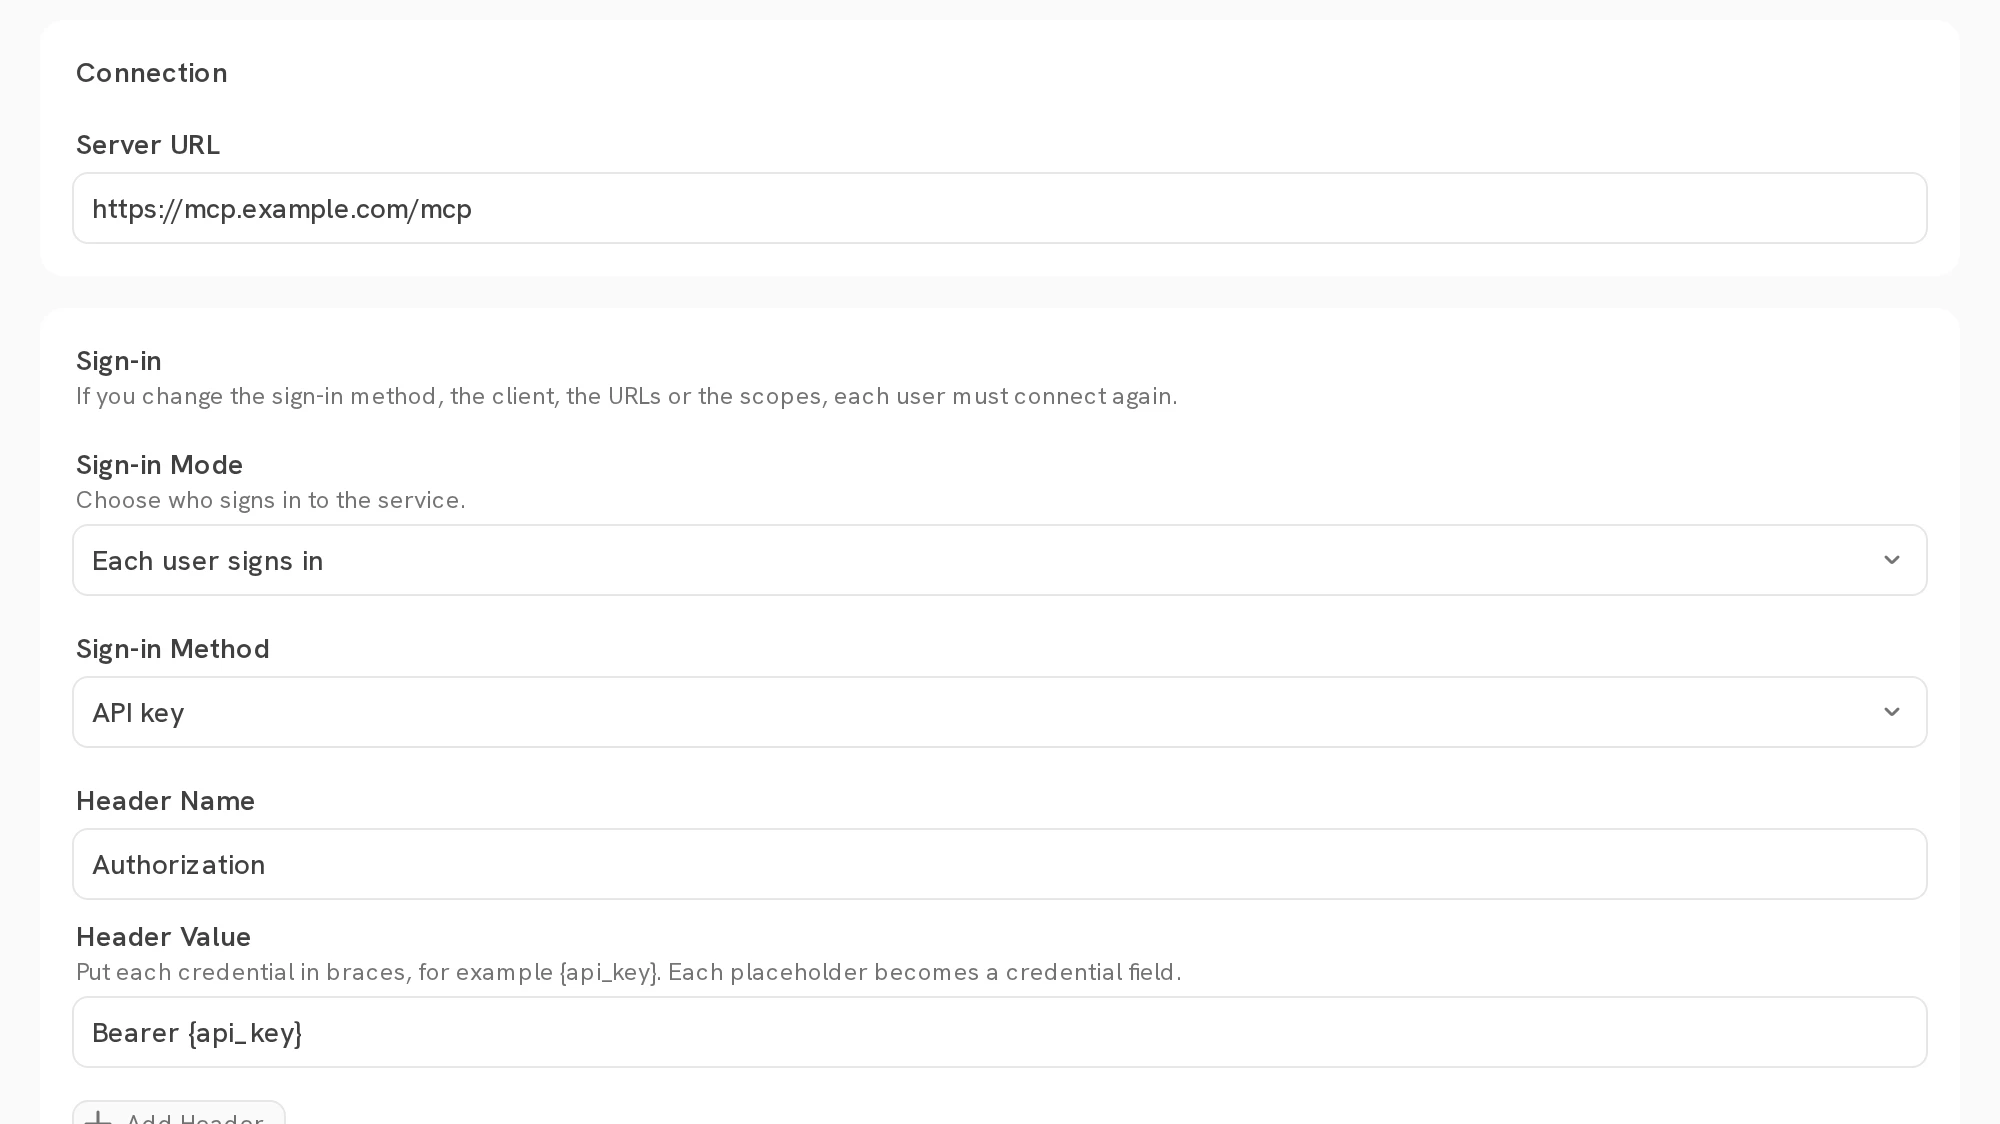 Connection
Server URL
https://mcp.example.com/mcp
Sign-in
If you change the sign-in method, the client, the URLs or the scopes, each user must connect again.
Sign-in Mode
Choose who signs in to the service.
Each user signs in
Sign-in Method
API key
Header Name
Authorization
Header Value
Put each credential in braces, for example {api_key}. Each placeholder becomes a credential field.
Bearer {api_key}
Add Header